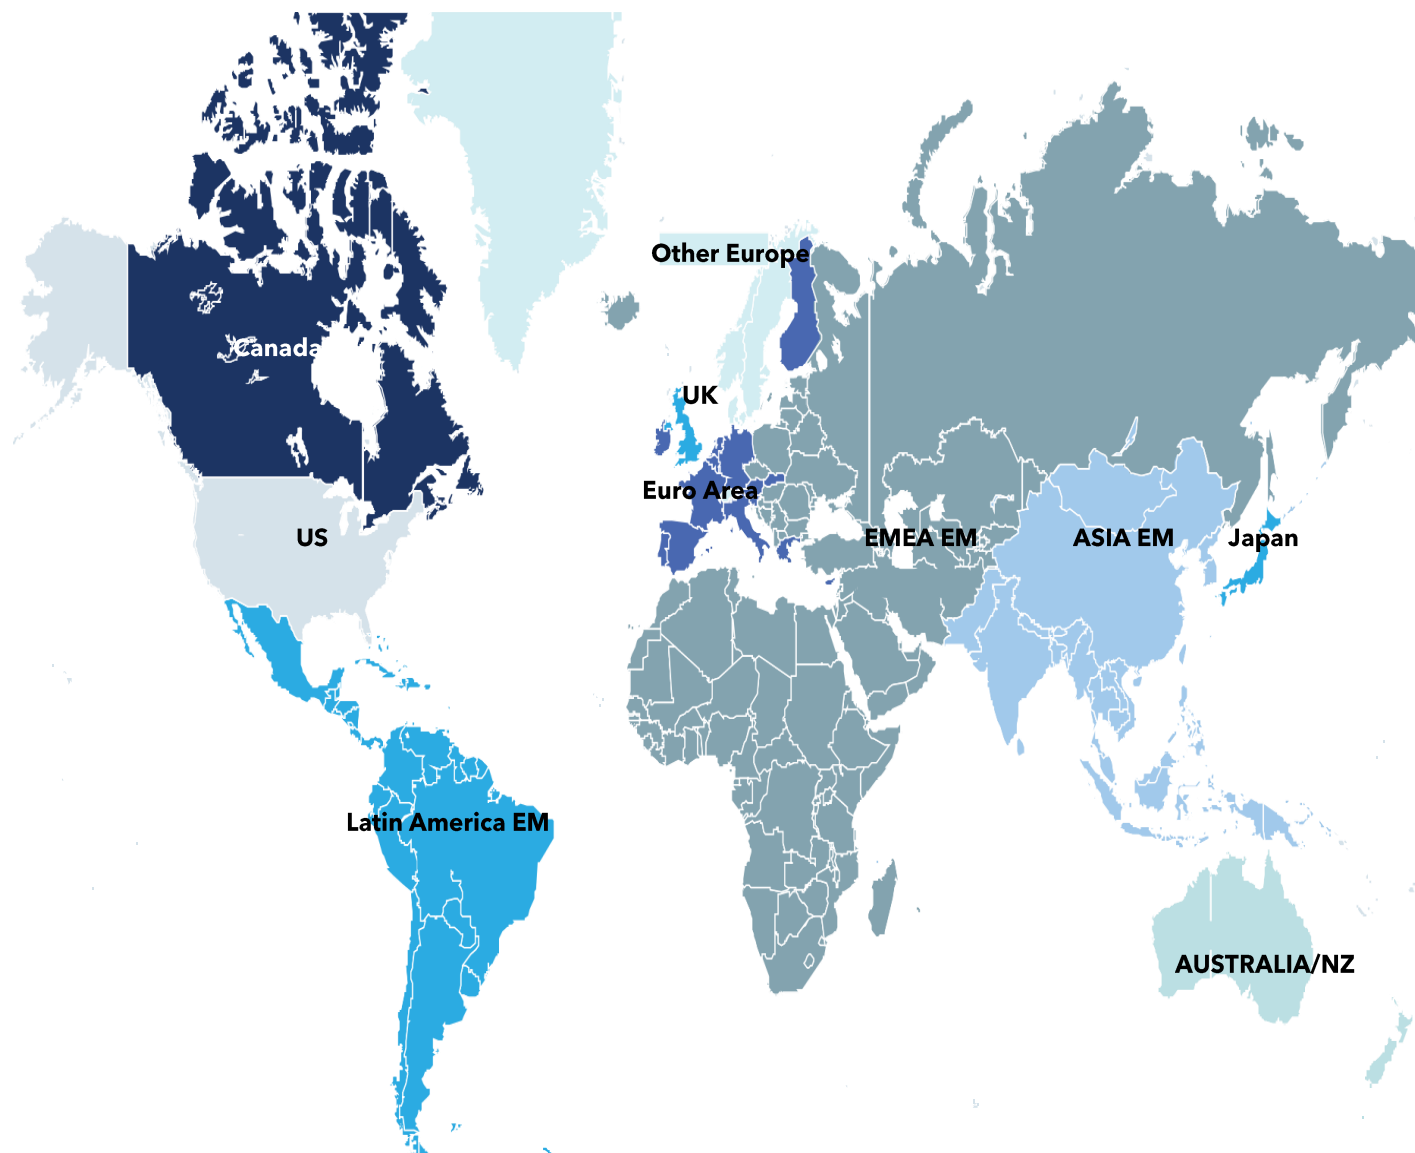 Other Europe
Canada
UK
Euro Area
US
EMEA EM
ASIA EM
Japan
Latin America EM
AUSTRALIA/NZ